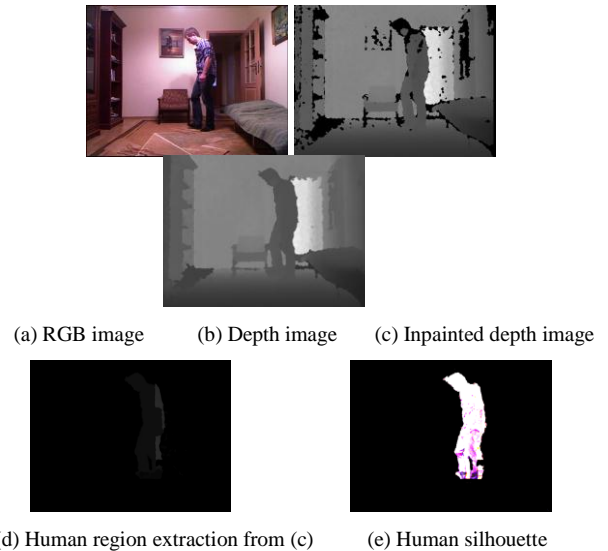 (a) RGB image (b) Depth image (c) Inpainted depth image
(d) Human region extraction from (c) (e) Human silhouette